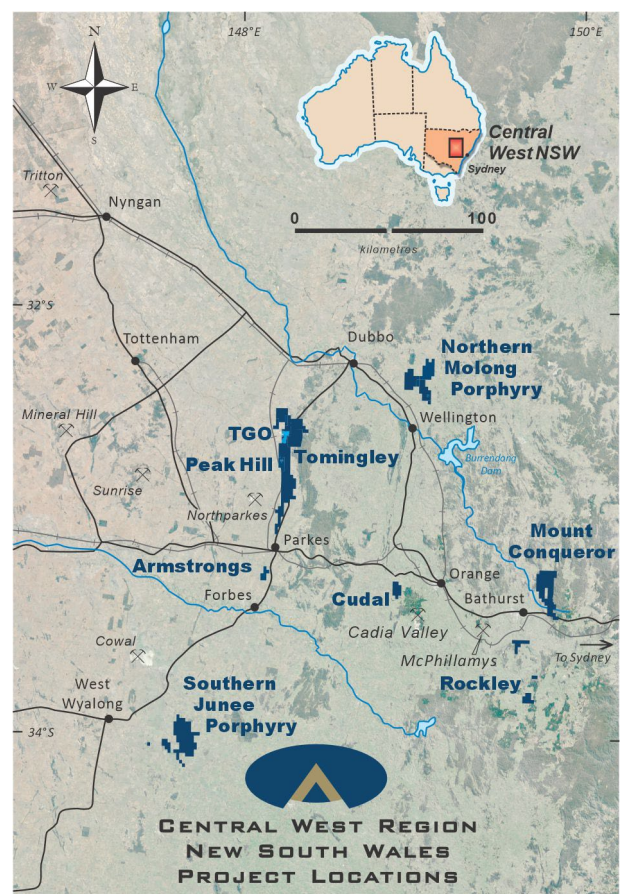 148°E
150°E
N
W
E
S
Central
West NSW
Sydney
Tritton
Nyngan
0
100
kilometres
32°S
Dubbo
Tottenham
Northern
Molong
Porphyry
Mineral Hill
Wellington
TGO
Peak Hill
Tomingley
Burrendong
Dam
Sunrise
Northparkes
Mount
Conqueror
Parkes
Armstrongs
Orange
Forbes
Cudal
Bathurst
Cadia Valley
Cowal
McPhillamys
To Sydney
West
Wyalong
Southern
Junee
Porphyry
Rockley
34°S
Central West Region
New South Wales
Project Locations